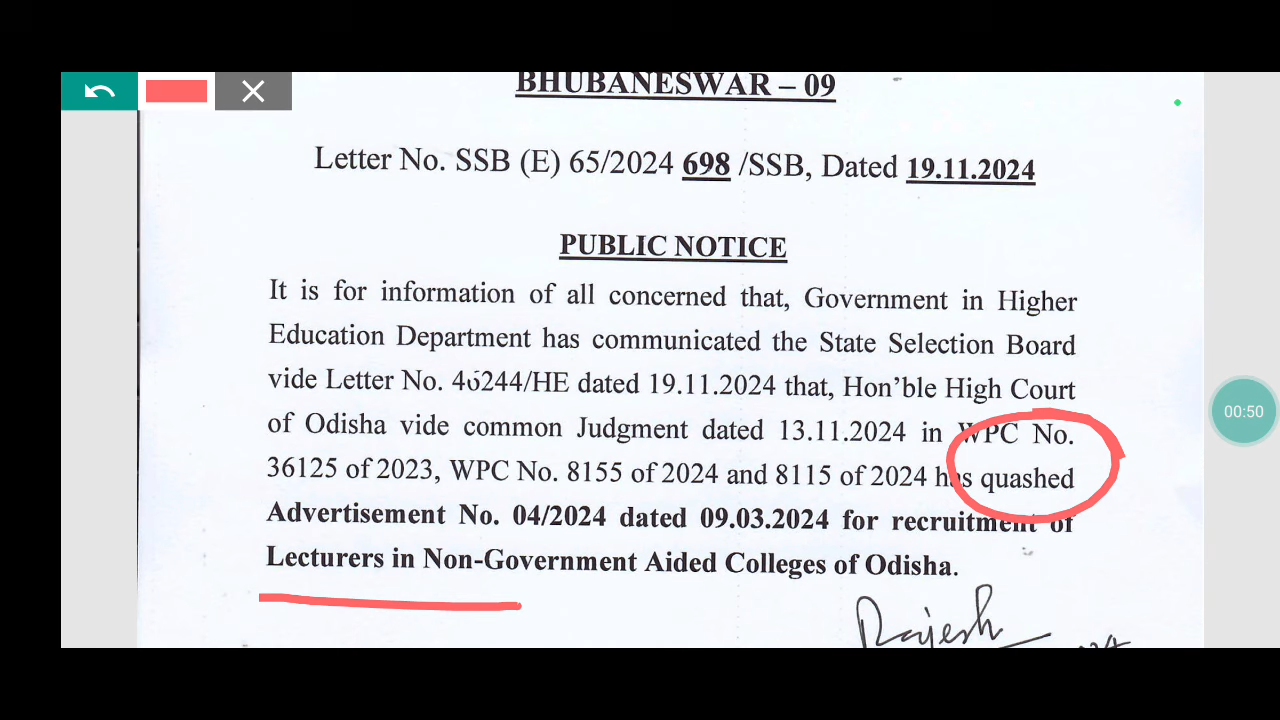 BHUBANESWAR – 09
Letter No. SSB (E) 65/2024 698 /SSB, Dated 19.11.2024
PUBLIC NOTICE
It is for information of all concerned that, Government in Higher
Education Department has communicated the State Selection Board
vide Letter No. 46244/HE dated 19.11.2024 that, Hon'ble High Court
of Odisha vide common Judgment dated 13.11.2024 in WPC No.
00:50
36125 of 2023, WPC No. 8155 of 2024 and 8115 of 2024 has quashed
Advertisement No. 04/2024 dated 09.03.2024 for recruitment of
Lecturers in Non-Government Aided Colleges of Odisha.
Rajesh